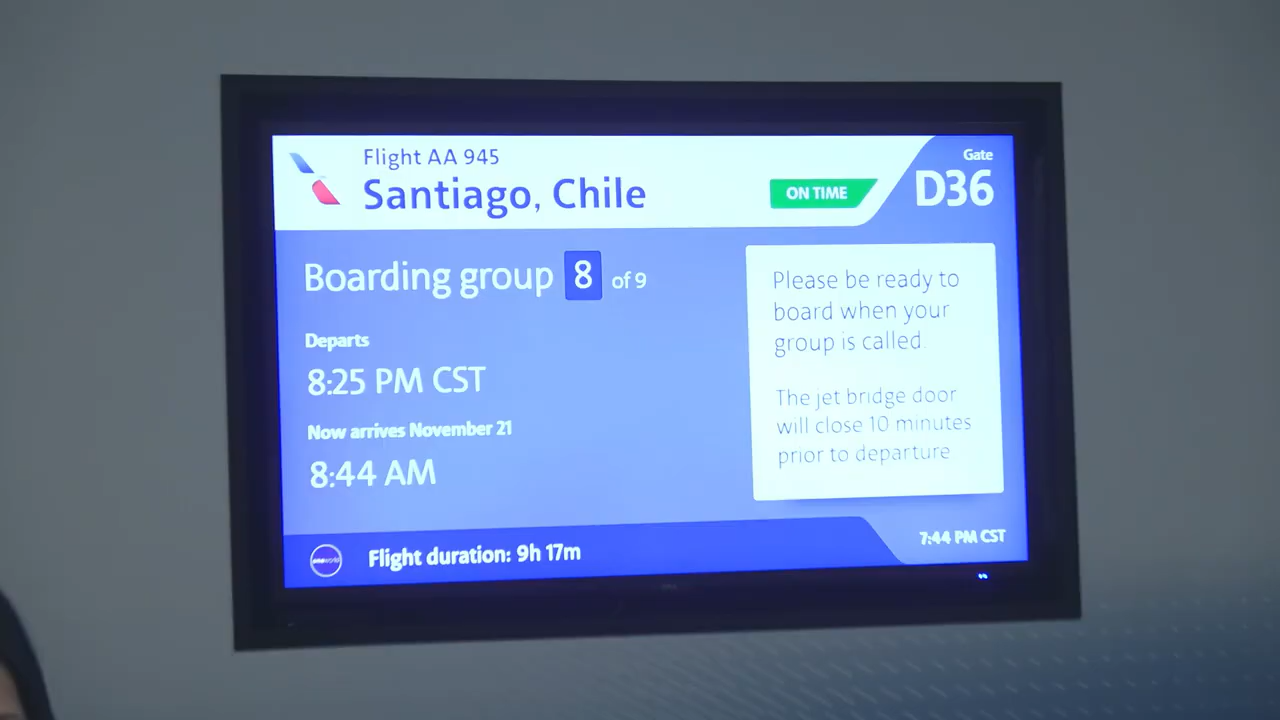 Flight AA 945
Santiago, Chile
ON TIME
Gate
D36
Boarding group 8 of 9
Departs
8:25 PM CST
Now arrives November 21
8:44 AM
Please be ready to
board when your
group is called.
The jet bridge door
will close 10 minutes
prior to departure
Flight duration: 9h 17m
7:44 PM CST